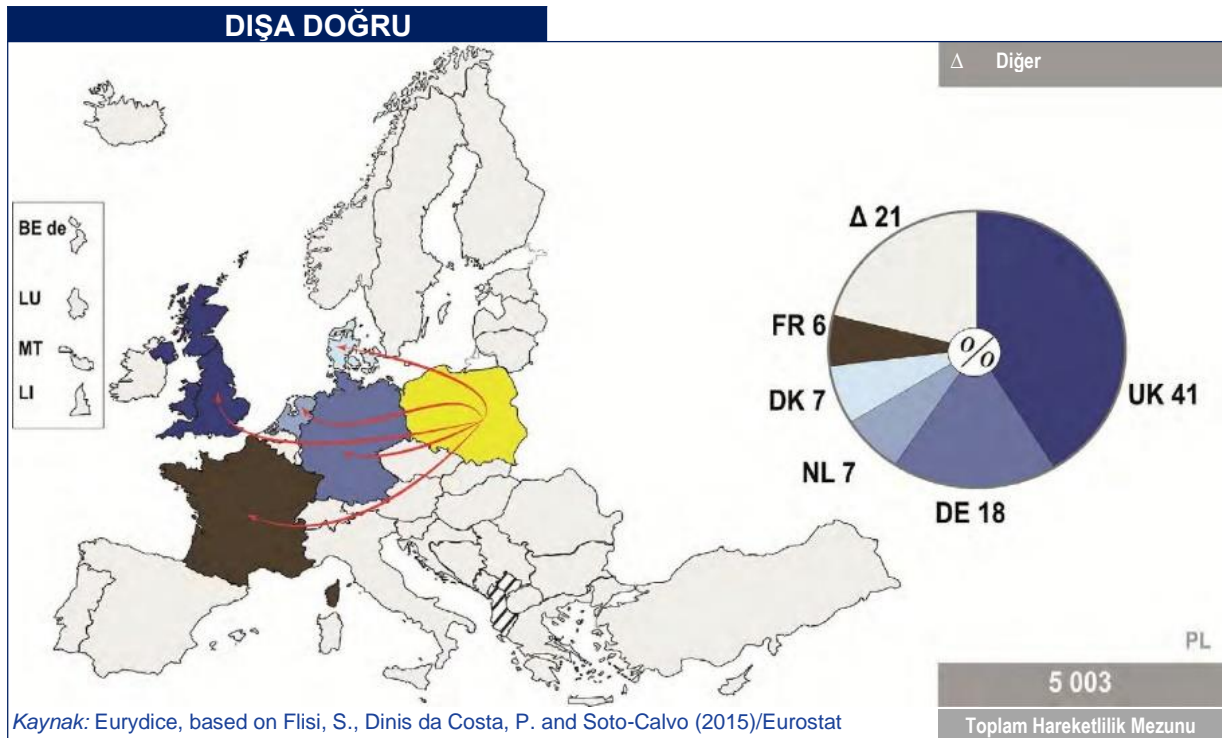 DIŞA DOĞRU
Δ Diğer
BE de
LU
MT
LI
Δ 21
FR 6
DK 7
NL 7
DE 18
UK 41
%
PL
5 003
Toplam Hareketlilik Mezunu
Kaynak: Eurydice, based on Flisi, S., Dinis da Costa, P. and Soto-Calvo (2015)/Eurostat